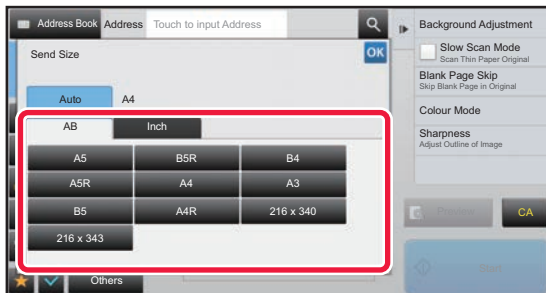 Address Book Address Touch to input Address
Send Size
OK
Auto A4
AB Inch
A5 B5R B4
A5R A4 A3
B5 A4R 216 x 340
216 x 343
Others
Background Adjustment
Slow Scan Mode
Scan Thin Paper Original
Blank Page Skip
Skip Blank Page in Original
Colour Mode
Sharpness
Adjust Outline of Image
Preview CA
Start